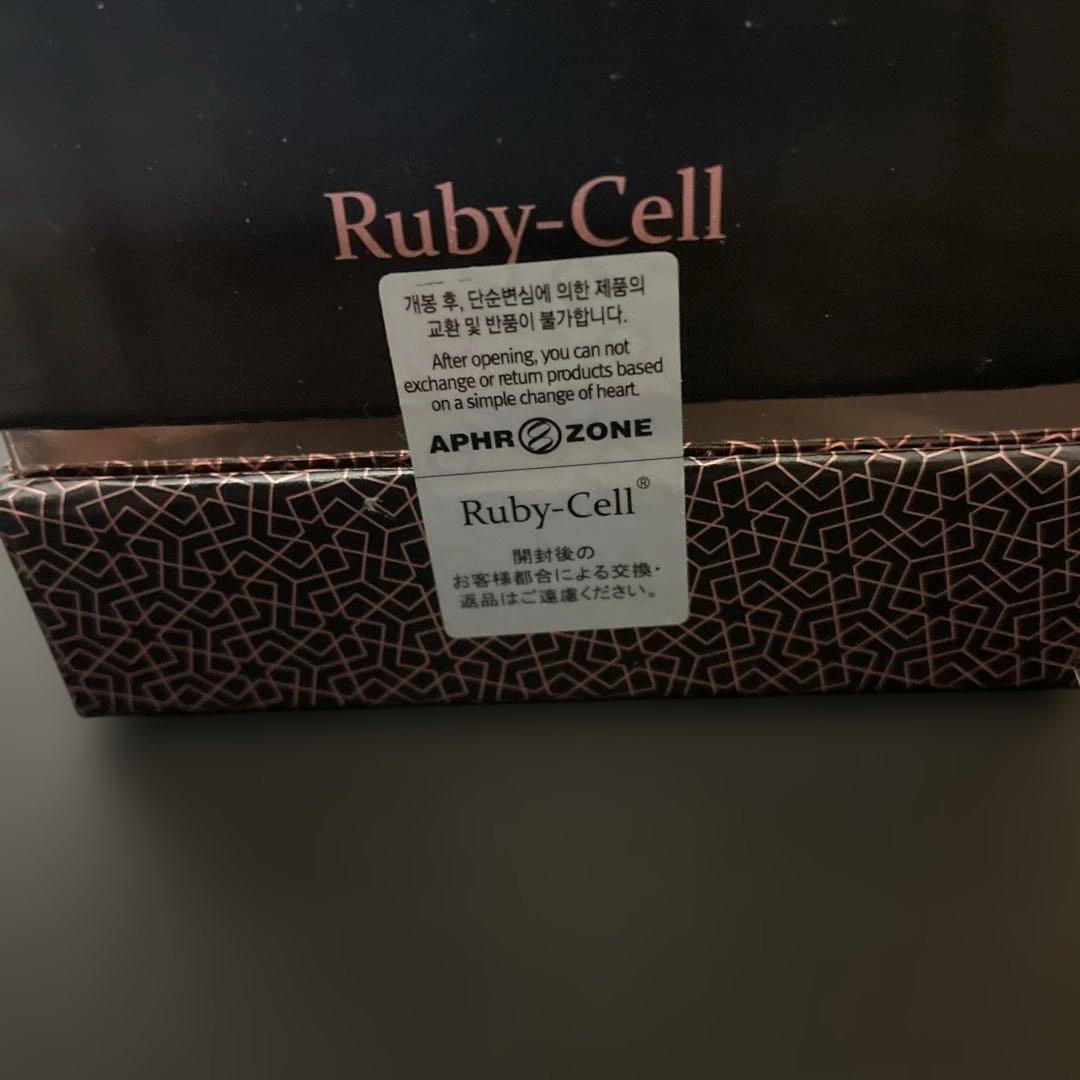 Ruby-Cell
개봉 후, 단순변심에 의한 제품의
교환 및 반품이 불가합니다.
After opening, you can not
exchange or return products based
on a simple change of heart.
APHROZONE
Ruby-Cell®
開封後の
お客様都合による交換・
返品はご遠慮ください。